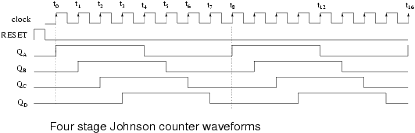 t0 t1 t2 t3 t4 t5 t6 t7 t8 t12 t16
clock
RESET
QA
QB
QC
QD
Four stage Johnson counter waveforms